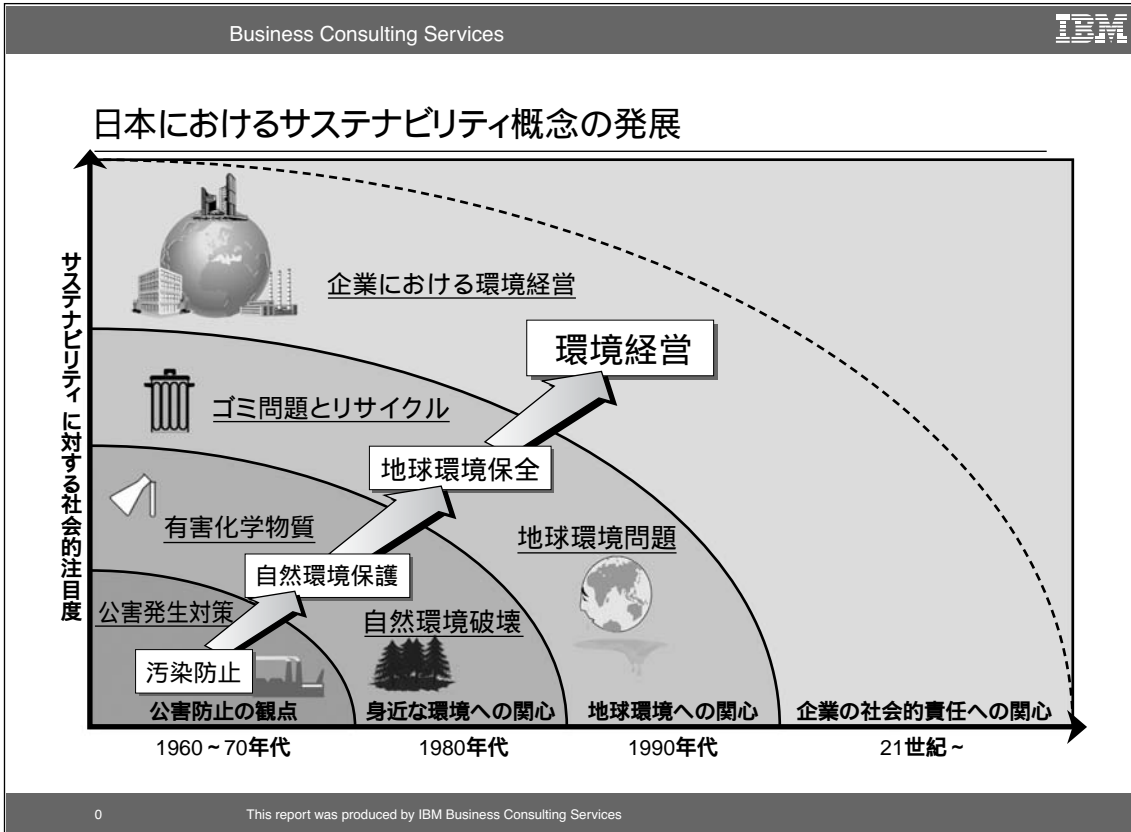 Business Consulting Services
IBM
日本におけるサステナビリティ概念の発展
サステナビリティに対する社会的注目度
企業における環境経営
環境経営
ゴミ問題とリサイクル
地球環境保全
有害化学物質
地球環境問題
自然環境保護
公害発生対策
自然環境破壊
汚染防止
公害防止の観点
身近な環境への関心
地球環境への関心
企業の社会的責任への関心
1960~70年代
1980年代
1990年代
21世紀~
0
This report was produced by IBM Business Consulting Services